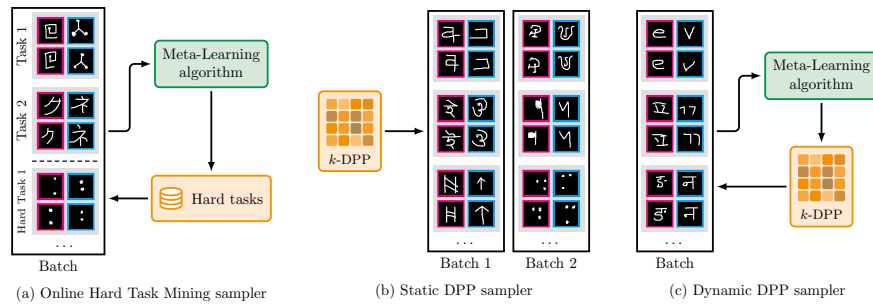 Task 1
Task 2
Hard Task 1
...
Batch
Meta-Learning
algorithm
Hard tasks
(a) Online Hard Task Mining sampler
k-DPP
...
Batch 1
...
Batch 2
(b) Static DPP sampler
...
Batch
Meta-Learning
algorithm
k-DPP
(c) Dynamic DPP sampler